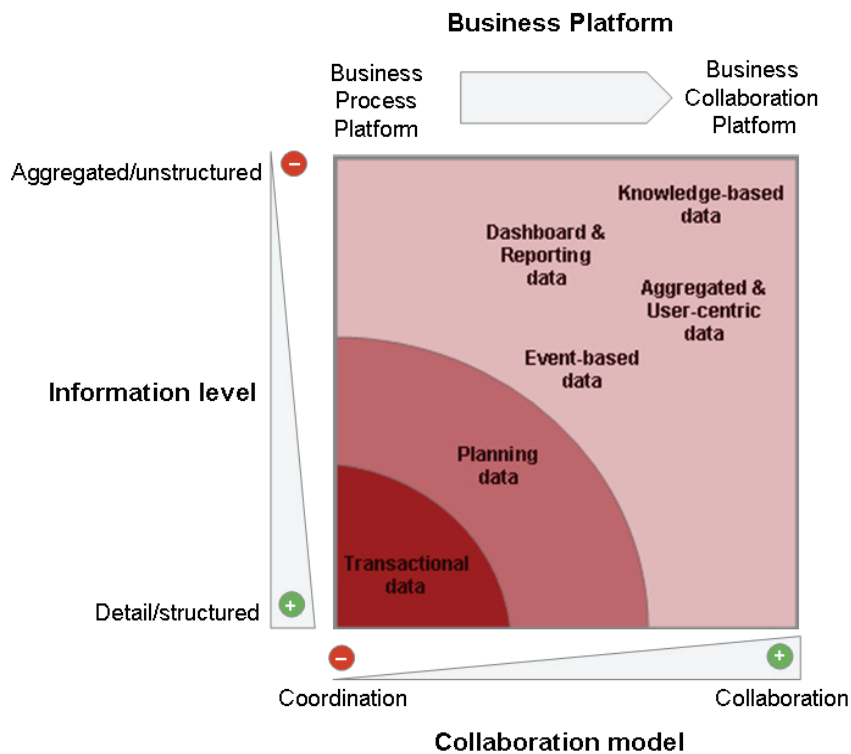 Business Platform
Business
Process
Platform
Business
Collaboration
Platform
Aggregated/unstructured
−
Knowledge-based
data
Dashboard &
Reporting
data
Aggregated &
User-centric
data
Event-based
data
Information level
Planning
data
Transactional
data
Detail/structured
+
−
+
Coordination
Collaboration
Collaboration model